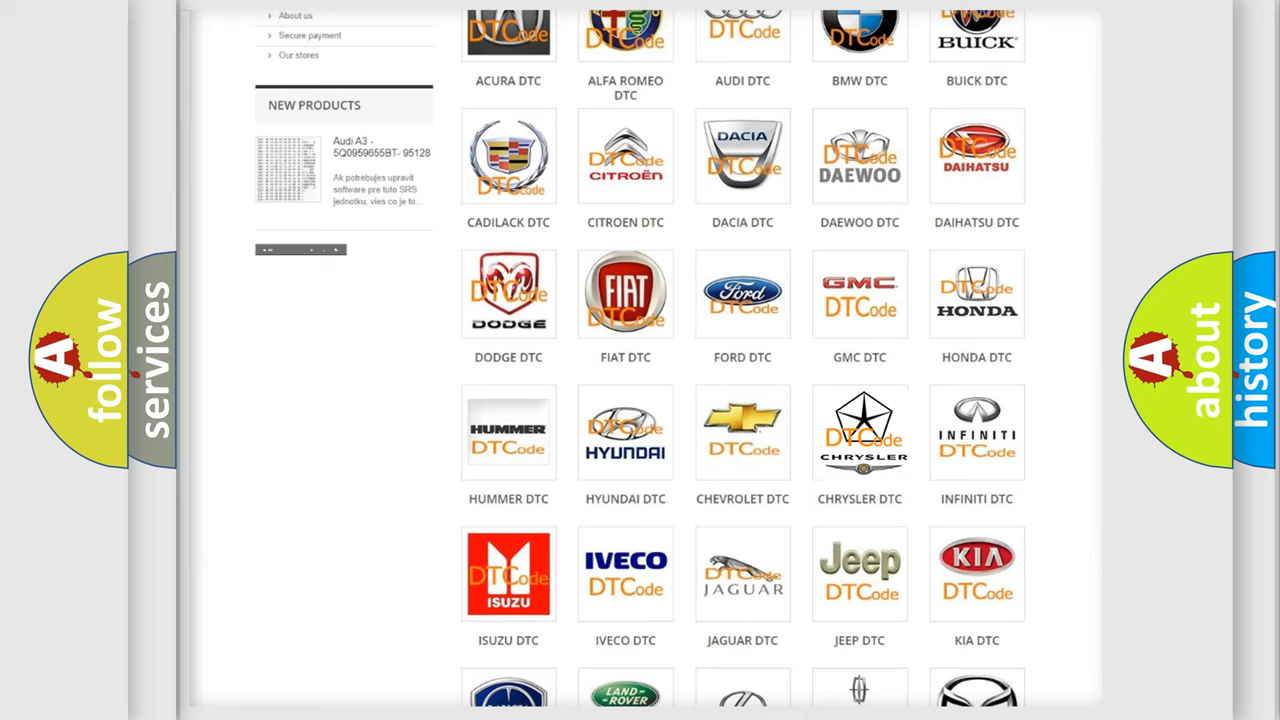 About us
Secure payment
Our stores
NEW PRODUCTS
Audi A3 -
5Q0959655BT- 95128
Ak potrebujes upravit
software pre tuto SRS
jednotku, vies co je to...
follow
services
about
history
DTCode
DTCode
DTCode
DTCode
BUICK
ACURA DTC
ALFA ROMEO
DTC
AUDI DTC
BMW DTC
BUICK DTC
DTCode
DTCode
CITROËN
DACIA
DTCode
DTCode
DAEWOO
DTCode
DAIHATSU
CADILACK DTC
CITROEN DTC
DACIA DTC
DAEWOO DTC
DAIHATSU DTC
DTCode
DODGE
FIAT
DTCode
Ford
DTCode
GMC
DTCode
DTCode
HONDA
DODGE DTC
FIAT DTC
FORD DTC
GMC DTC
HONDA DTC
HUMMER
DTCode
DTCode
HYUNDAI
DTCode
DTCode
CHRYSLER
INFINITI
DTCode
HUMMER DTC
HYUNDAI DTC
CHEVROLET DTC
CHRYSLER DTC
INFINITI DTC
DTCode
ISUZU
IVECO
DTCode
DTCode
JAGUAR
Jeep
DTCode
KIA
DTCode
ISUZU DTC
IVECO DTC
JAGUAR DTC
JEEP DTC
KIA DTC
LAND-
ROVER